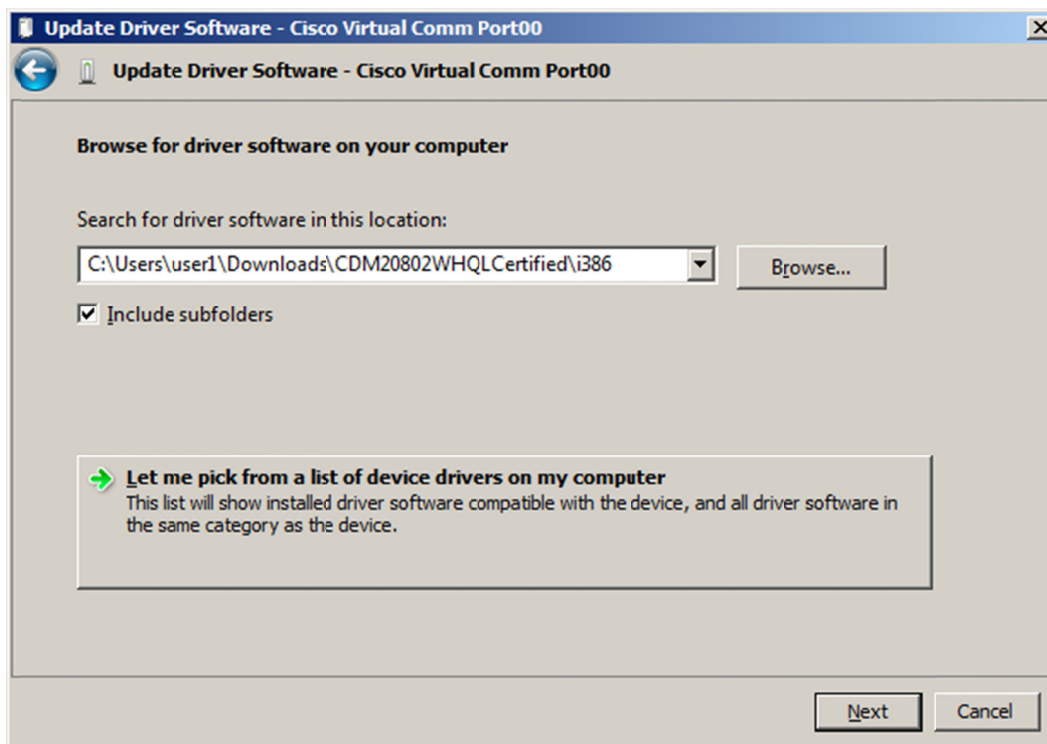 Update Driver Software - Cisco Virtual Comm Port00
Update Driver Software - Cisco Virtual Comm Port00
Browse for driver software on your computer
Search for driver software in this location:
C:\Users\user1\Downloads\CDM20802WHQLCertified\i386
Browse...
Include subfolders
Let me pick from a list of device drivers on my computer
This list will show installed driver software compatible with the device, and all driver software in
the same category as the device.
Next
Cancel